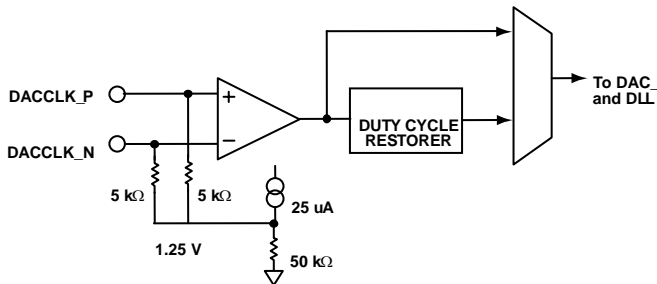 DACCLK_P
DACCLK_N
+
−
5 kΩ
5 kΩ
1.25 V
25 uA
50 kΩ
DUTY CYCLE
RESTORER
To DAC_
and DLL